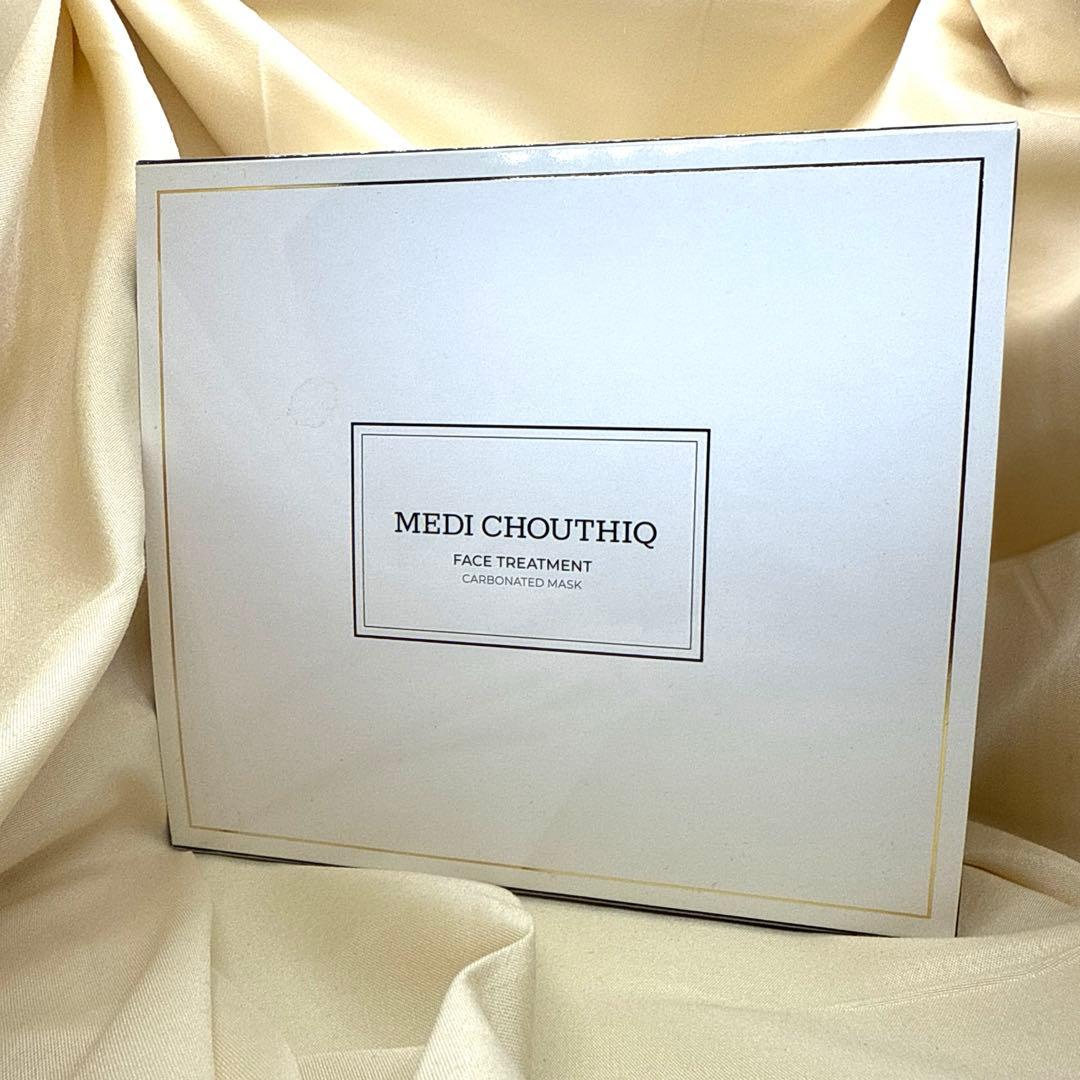 MEDI CHOUTHIQ
FACE TREATMENT
CARBONATED MASK